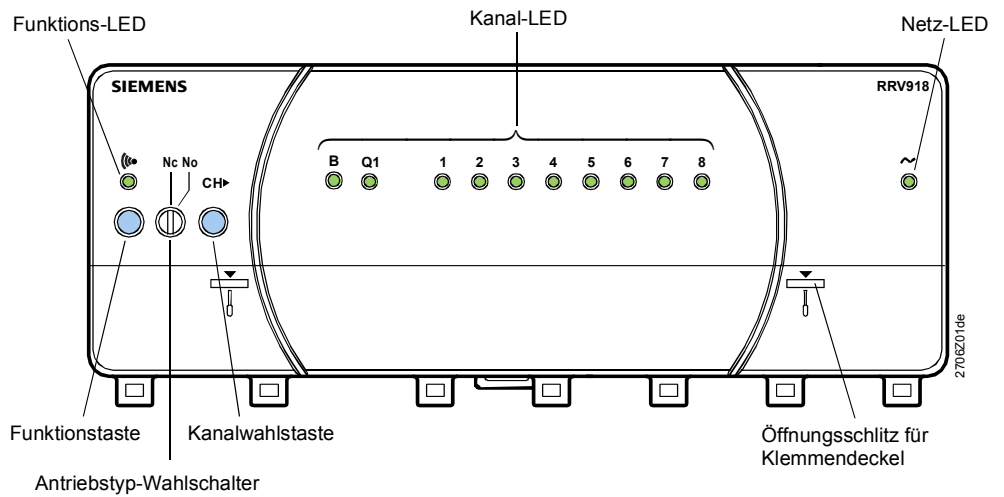 Funktions-LED
Kanal-LED
Netz-LED
SIEMENS
RRV918
Nc No
CH
B Q1 1 2 3 4 5 6 7 8
2706Z01de
Funktionstaste
Kanalwahlstaste
Antriebstyp-Wahlschalter
Öffnungsschlitz für
Klemmendeckel